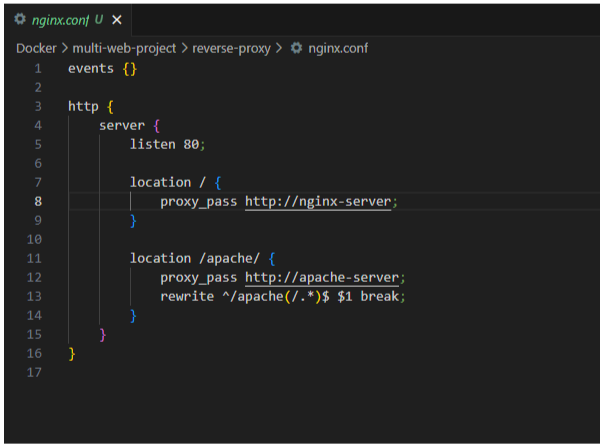 nginx.conf U ✕
Docker > multi-web-project > reverse-proxy > nginx.conf
1 events {}
2
3 http {
4     server {
5         listen 80;
6
7         location / {
8             proxy_pass http://nginx-server;
9         }
10
11         location /apache/ {
12             proxy_pass http://apache-server;
13             rewrite ^/apache(/.*)$ $1 break;
14         }
15     }
16 }
17